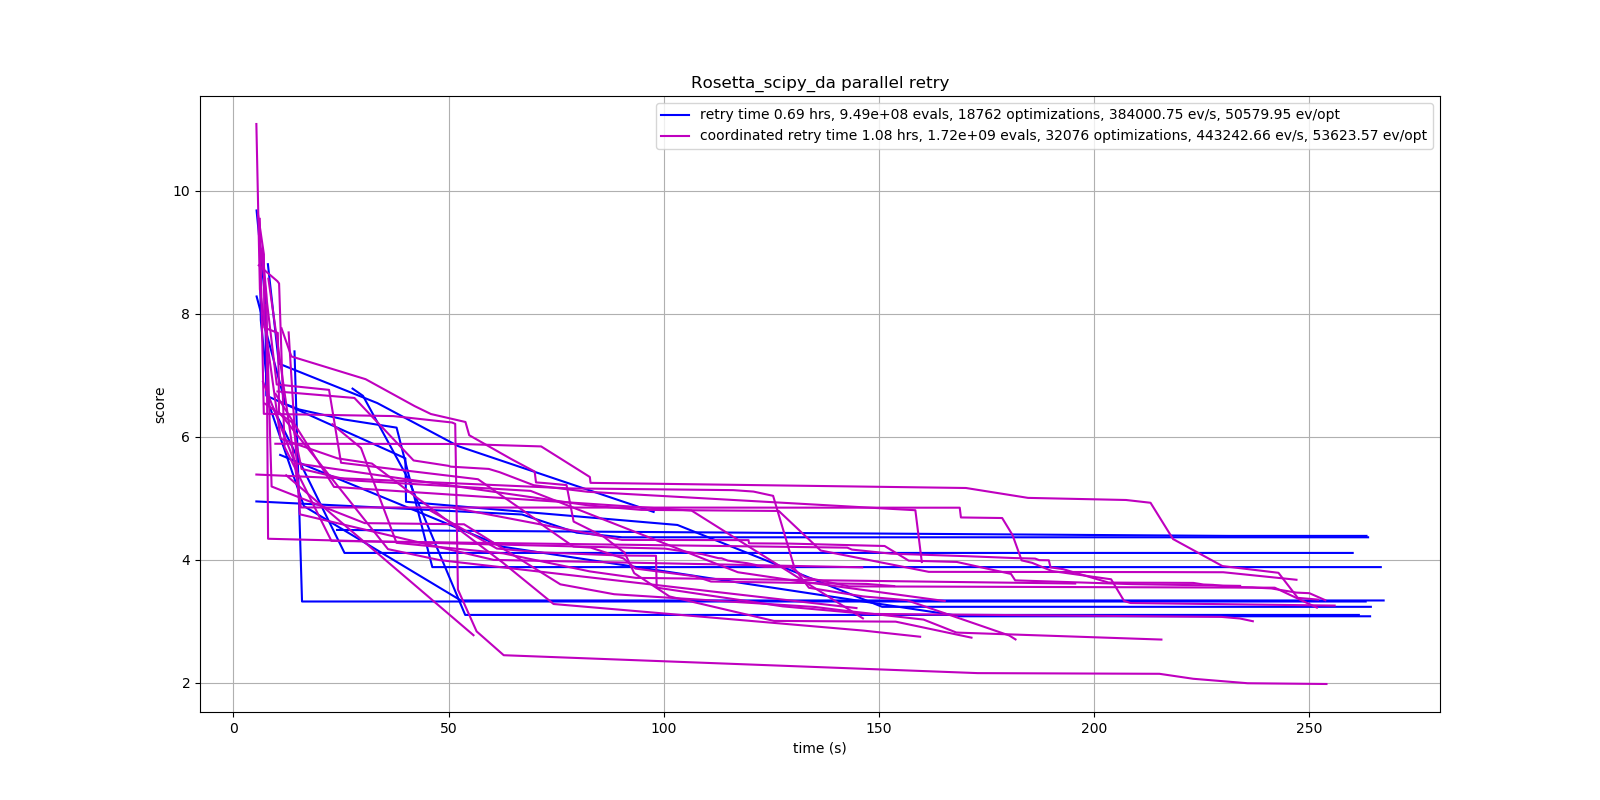 Rosetta_scipy_da parallel retry
retry time 0.69 hrs, 9.49e+08 evals, 18762 optimizations, 384000.75 ev/s, 50579.95 ev/opt
coordinated retry time 1.08 hrs, 1.72e+09 evals, 32076 optimizations, 443242.66 ev/s, 53623.57 ev/opt
10
8
6
4
2
score
0 50 100 150 200 250
time (s)